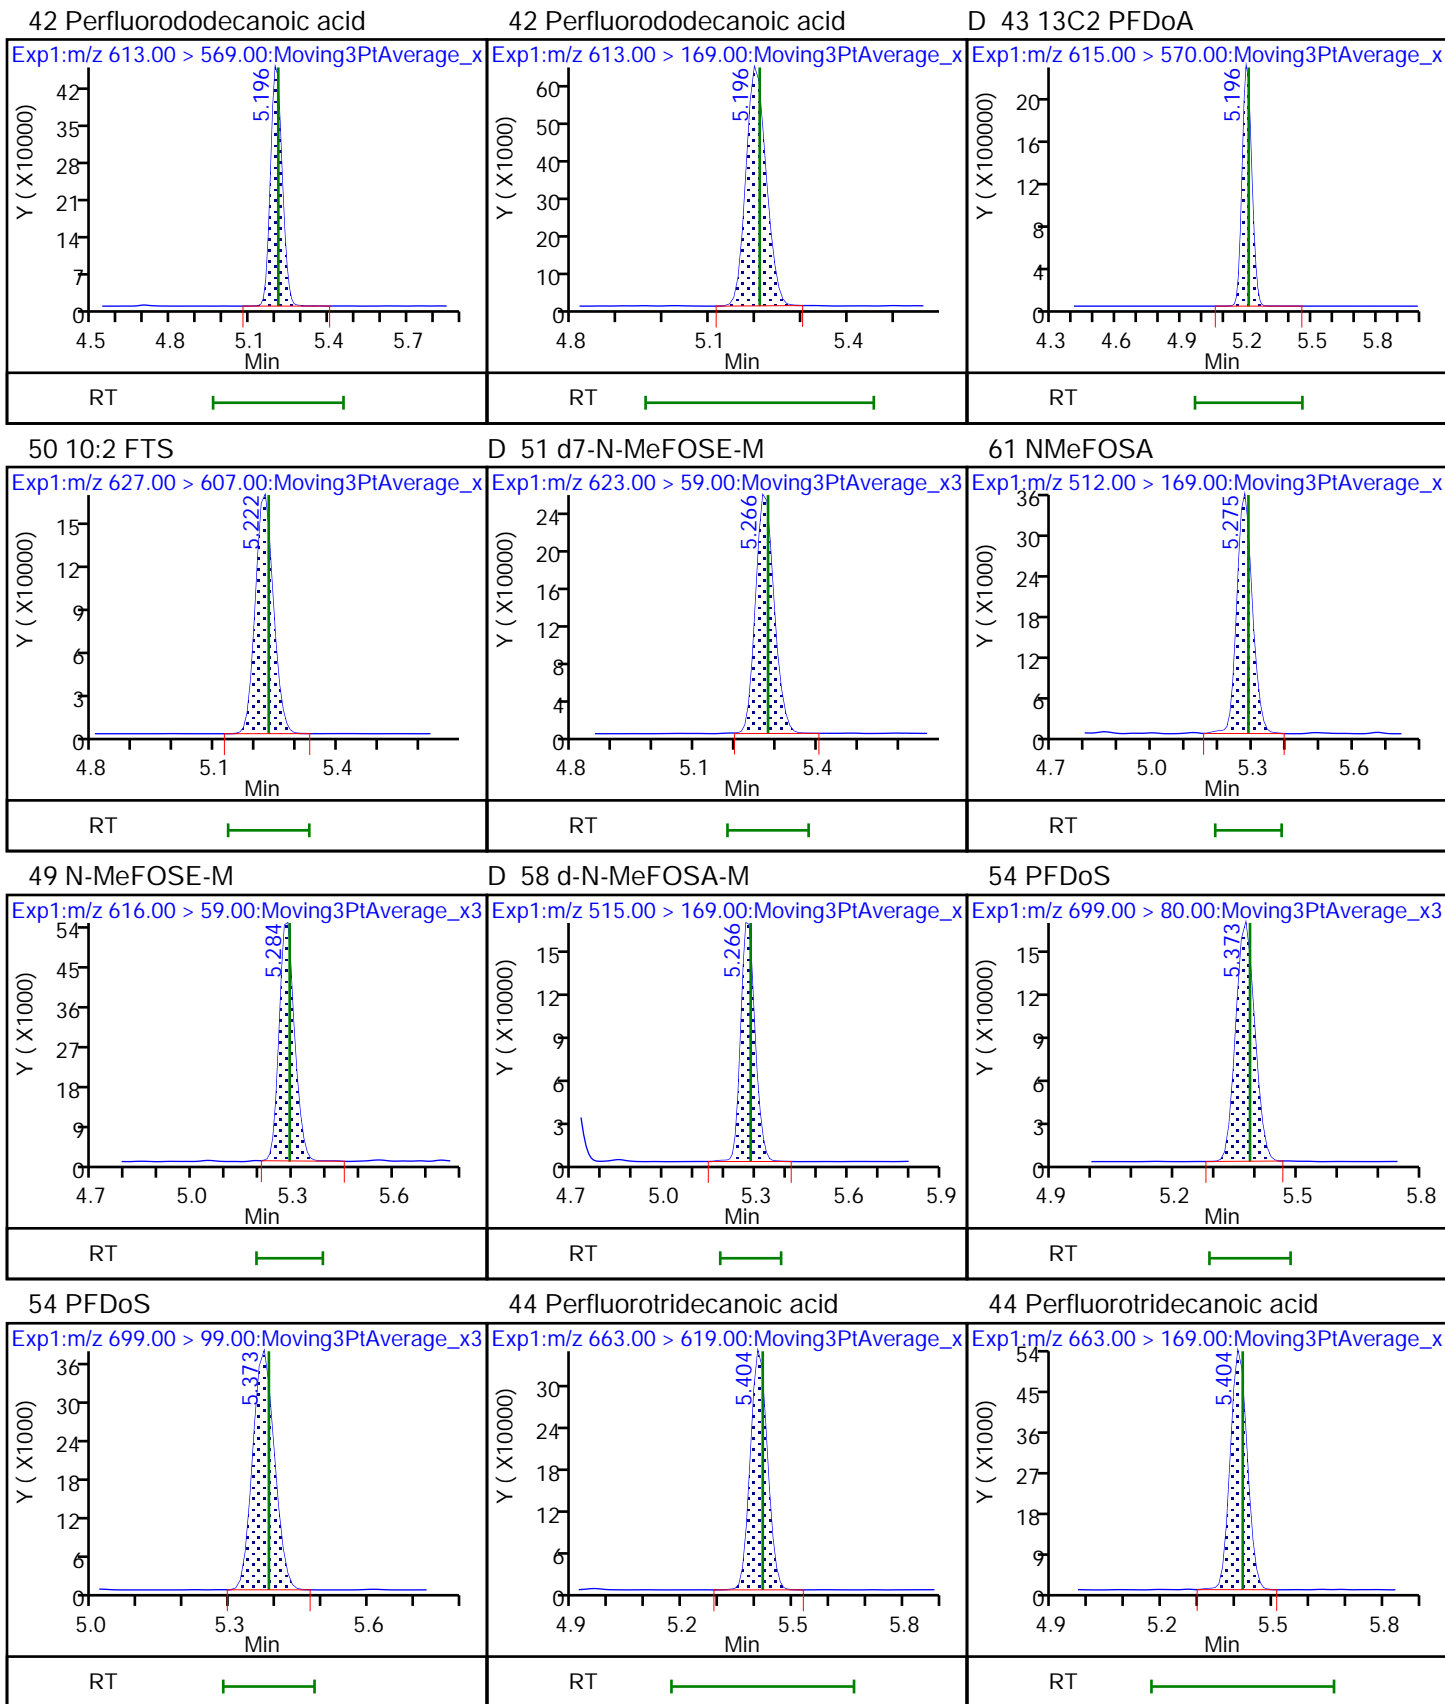 42 Perfluorododecanoic acid
Exp1:m/z 613.00 > 569.00:Moving3PtAverage_x
5.196
Y ( X10000)
42
35
28
21
14
7
0
4.5 4.8 5.1 5.4 5.7
Min
RT
42 Perfluorododecanoic acid
Exp1:m/z 613.00 > 169.00:Moving3PtAverage_x
5.196
Y ( X1000)
60
50
40
30
20
10
0
4.8 5.1 5.4
Min
RT
D 43 13C2 PFDoA
Exp1:m/z 615.00 > 570.00:Moving3PtAverage_x
5.196
Y ( X100000)
20
16
12
8
4
0
4.3 4.6 4.9 5.2 5.5 5.8
Min
RT
50 10:2 FTS
Exp1:m/z 627.00 > 607.00:Moving3PtAverage_x
5.222
Y ( X10000)
15
12
9
6
3
0
4.8 5.1 5.4
Min
RT
D 51 d7-N-MeFOSE-M
Exp1:m/z 623.00 > 59.00:Moving3PtAverage_x3
5.266
Y ( X10000)
24
20
16
12
8
4
0
4.8 5.1 5.4
Min
RT
61 NMeFOSA
Exp1:m/z 512.00 > 169.00:Moving3PtAverage_x
5.275
Y ( X1000)
36
30
24
18
12
6
0
4.7 5.0 5.3 5.6
Min
RT
49 N-MeFOSE-M
Exp1:m/z 616.00 > 59.00:Moving3PtAverage_x3
5.284
Y ( X1000)
54
45
36
27
18
9
0
4.7 5.0 5.3 5.6
Min
RT
D 58 d-N-MeFOSA-M
Exp1:m/z 515.00 > 169.00:Moving3PtAverage_x
5.266
Y ( X10000)
15
12
9
6
3
0
4.7 5.0 5.3 5.6 5.9
Min
RT
54 PFDoS
Exp1:m/z 699.00 > 80.00:Moving3PtAverage_x3
5.373
Y ( X10000)
15
12
9
6
3
0
4.9 5.2 5.5 5.8
Min
RT
54 PFDoS
Exp1:m/z 699.00 > 99.00:Moving3PtAverage_x3
5.373
Y ( X1000)
36
30
24
18
12
6
0
5.0 5.3 5.6
Min
RT
44 Perfluorotridecanoic acid
Exp1:m/z 663.00 > 619.00:Moving3PtAverage_x
5.404
Y ( X10000)
30
24
18
12
6
0
4.9 5.2 5.5 5.8
Min
RT
44 Perfluorotridecanoic acid
Exp1:m/z 663.00 > 169.00:Moving3PtAverage_x
5.404
Y ( X1000)
54
45
36
27
18
9
0
4.9 5.2 5.5 5.8
Min
RT